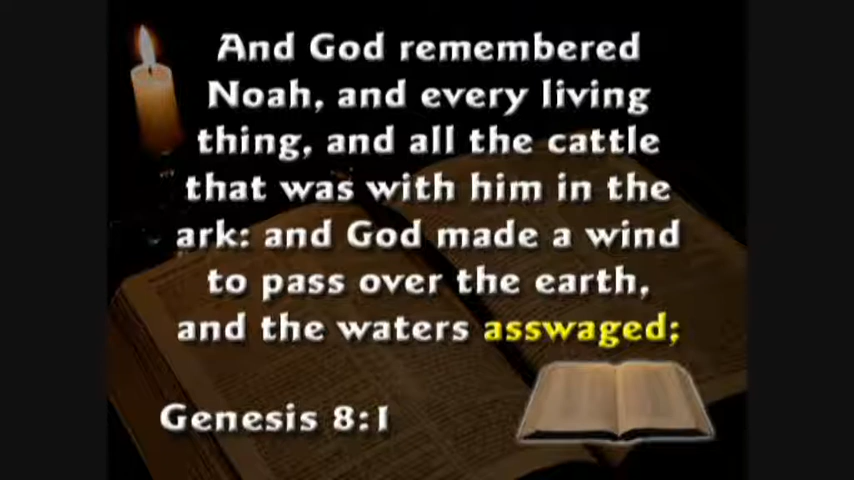 And God remembered
Noah, and every living
thing, and all the cattle
that was with him in the
ark: and God made a wind
to pass over the earth,
and the waters asswaged;
Genesis 8:1